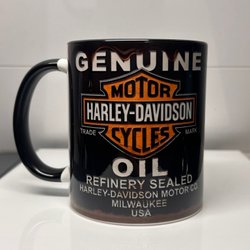 GENUINE
MOTOR
HARLEY-DAVIDSON
TRADE MARK
CYCLES
OIL
REFINERY SEALED
HARLEY-DAVIDSON MOTOR CO.
MILWAUKEE
USA